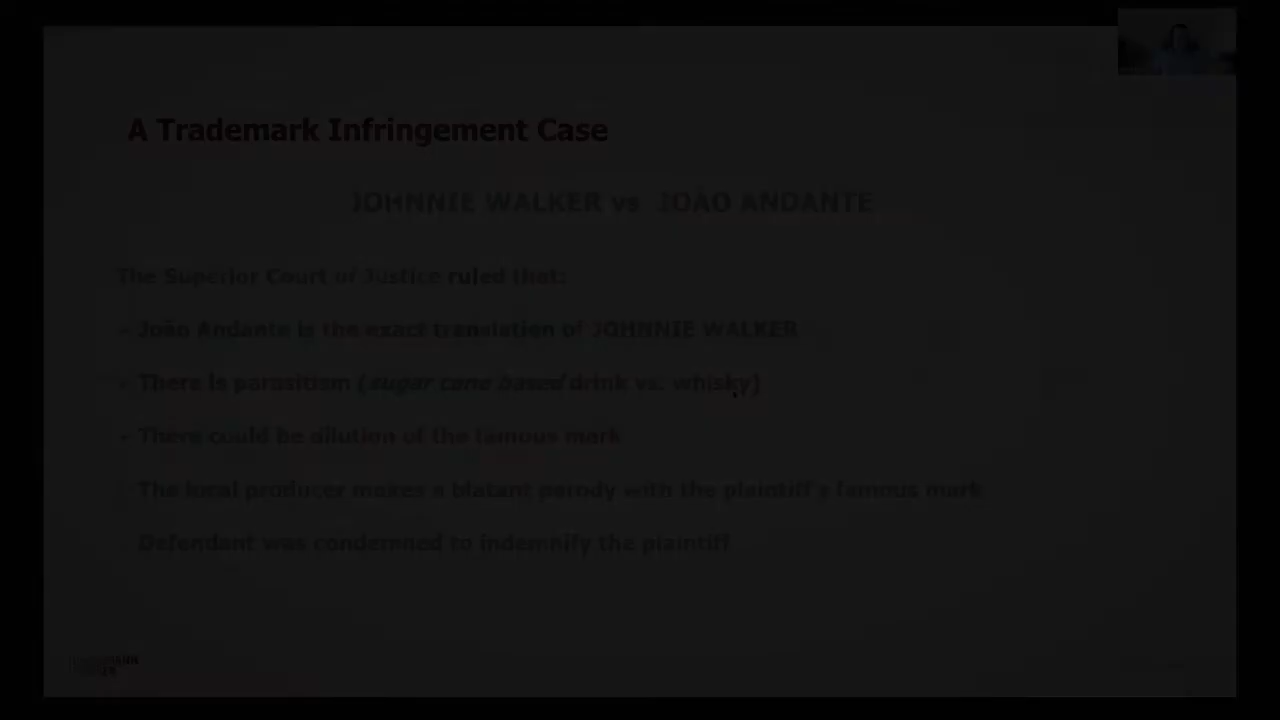 A Trademark Infringement Case
JOHNNIE WALKER vs JOÃO ANDANTE
The Superior Court of Justice ruled that:
- João Andante is the exact translation of JOHNNIE WALKER
- There is parasitism (sugar cane based drink vs. whisky)
- There could be dilution of the famous mark
- The local producer makes a blatant parody with the plaintiff's famous mark
- Defendant was condemned to indemnify the plaintiff